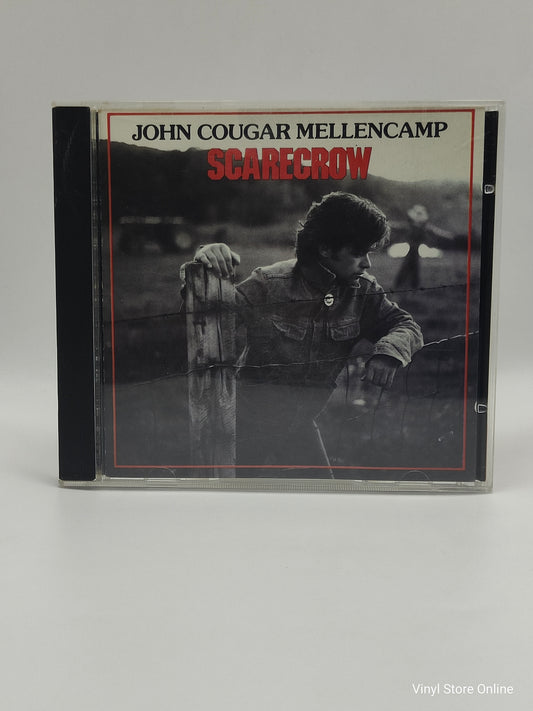 JOHN COUGAR MELLENCAMP
SCARECROW
Vinyl Store Online